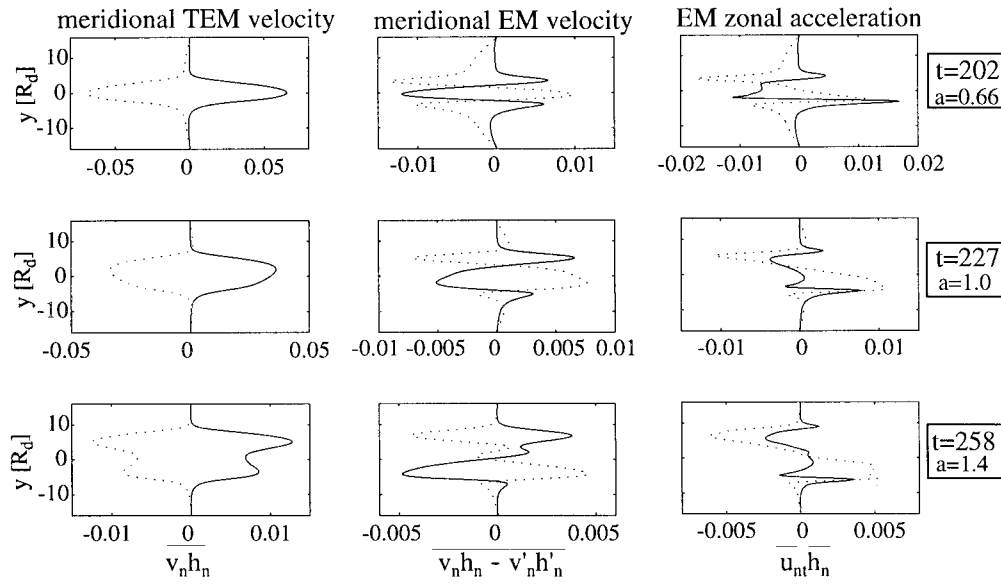 meridional TEM velocity meridional EM velocity EM zonal acceleration
y [R_d] 10 0 -10
-0.05 0 0.05
-0.01 0 0.01
-0.02 -0.01 0 0.01 0.02
t=202
a=0.66
y [R_d] 10 0 -10
-0.05 0 0.05
-0.01 -0.005 0 0.005 0.01
-0.01 0 0.01
t=227
a=1.0
y [R_d] 10 0 -10
-0.01 0 0.01
-0.005 0 0.005
-0.005 0 0.005
t=258
a=1.4
v_n h_n
v_n h_n - v'_n h'_n
u_nt h_n